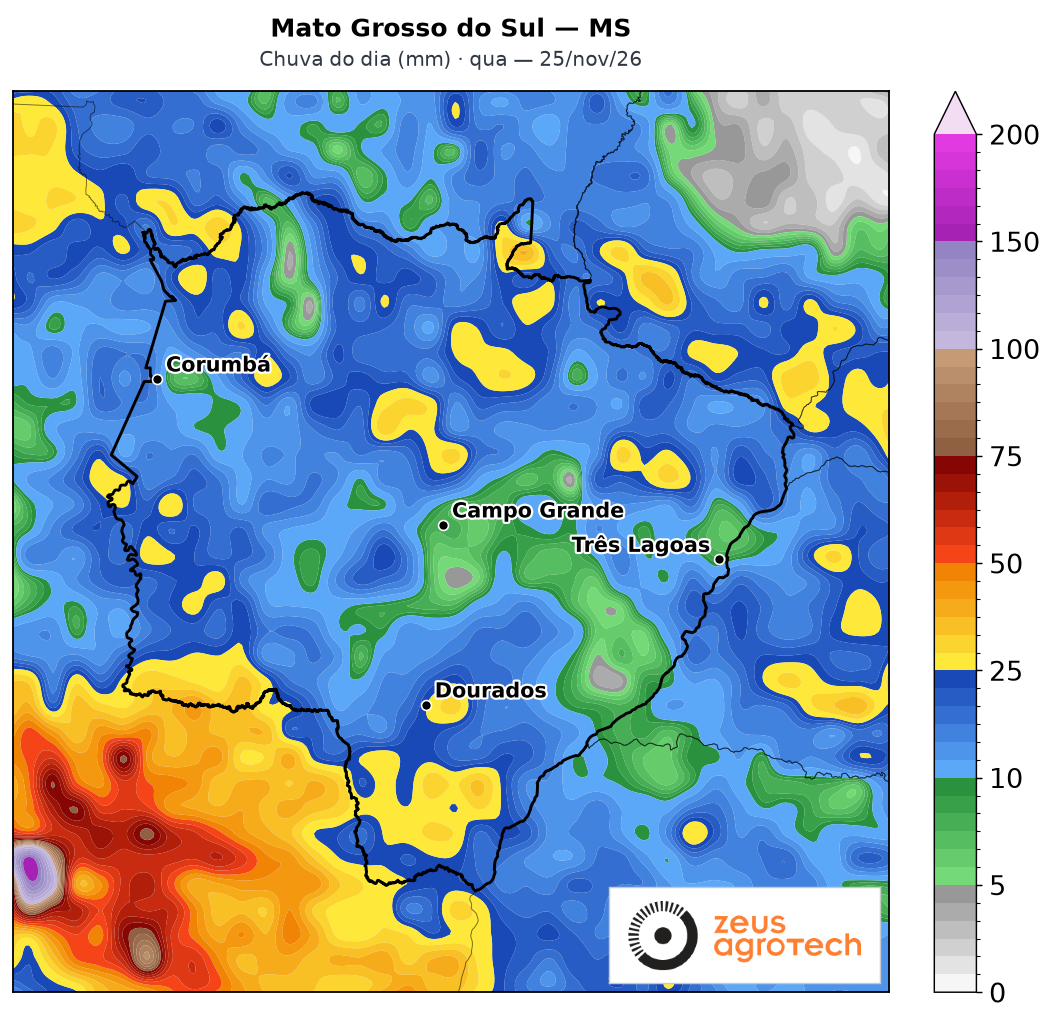 Mato Grosso do Sul — MS
Chuva do dia (mm) · qua — 25/nov/26
200
150
100
75
50
25
10
5
0
Corumbá
Campo Grande
Três Lagoas
Dourados
zeus
agrotech